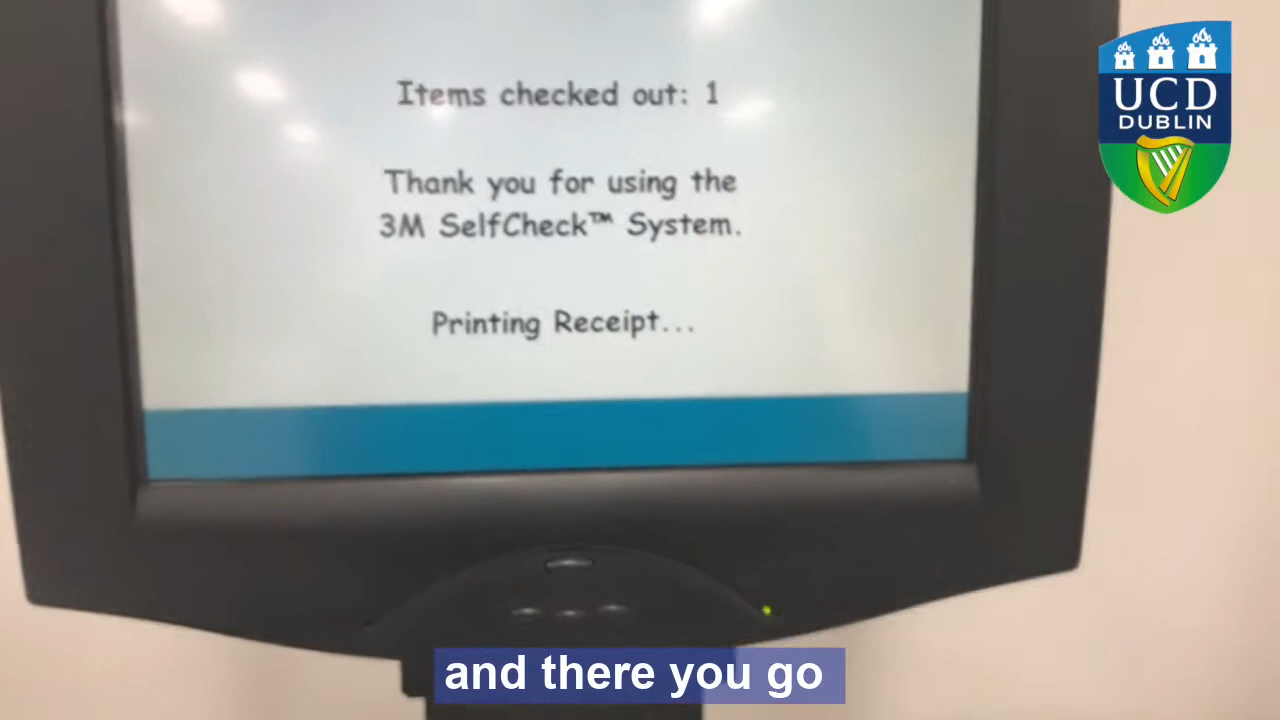 Items checked out: 1
Thank you for using the
3M SelfCheck™ System.
Printing Receipt...
UCD
DUBLIN
and there you go